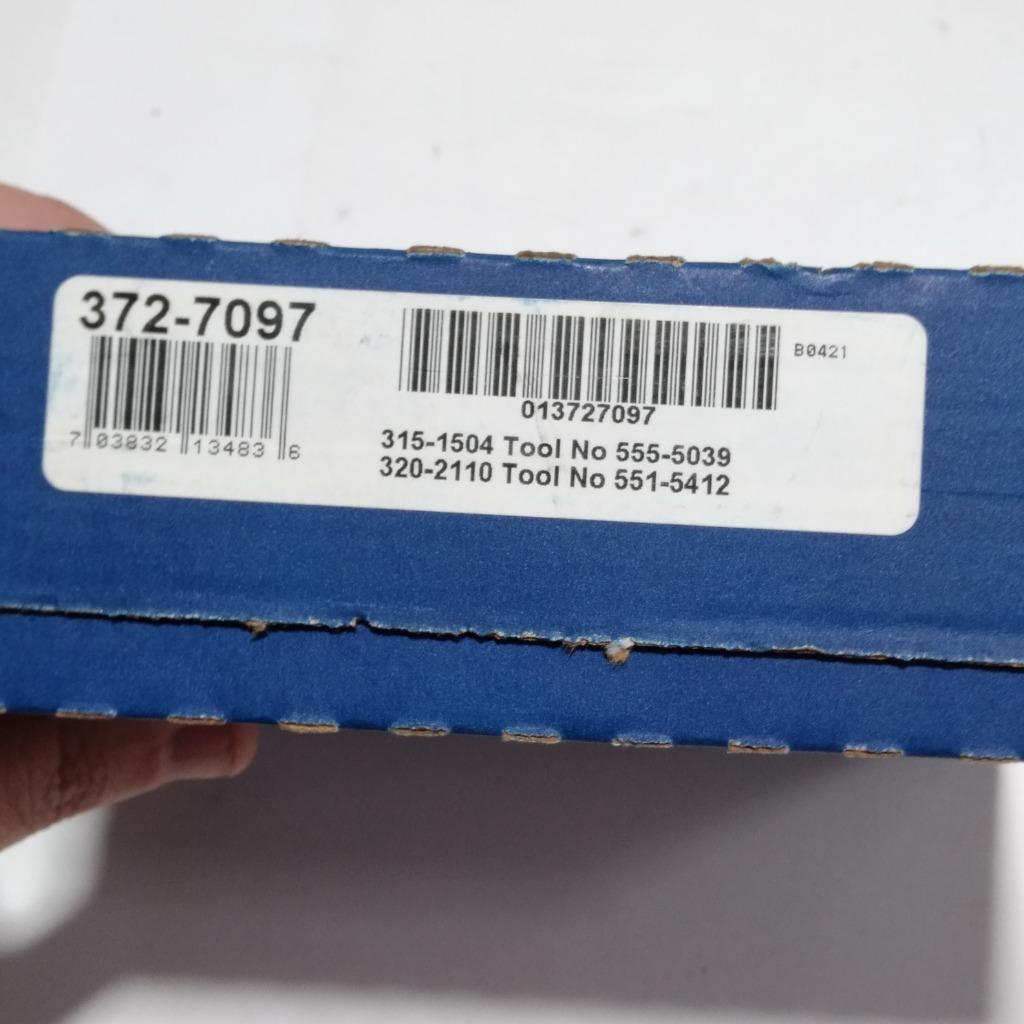 372-7097
7 03832 13483 6
B0421
013727097
315-1504 Tool No 555-5039
320-2110 Tool No 551-5412